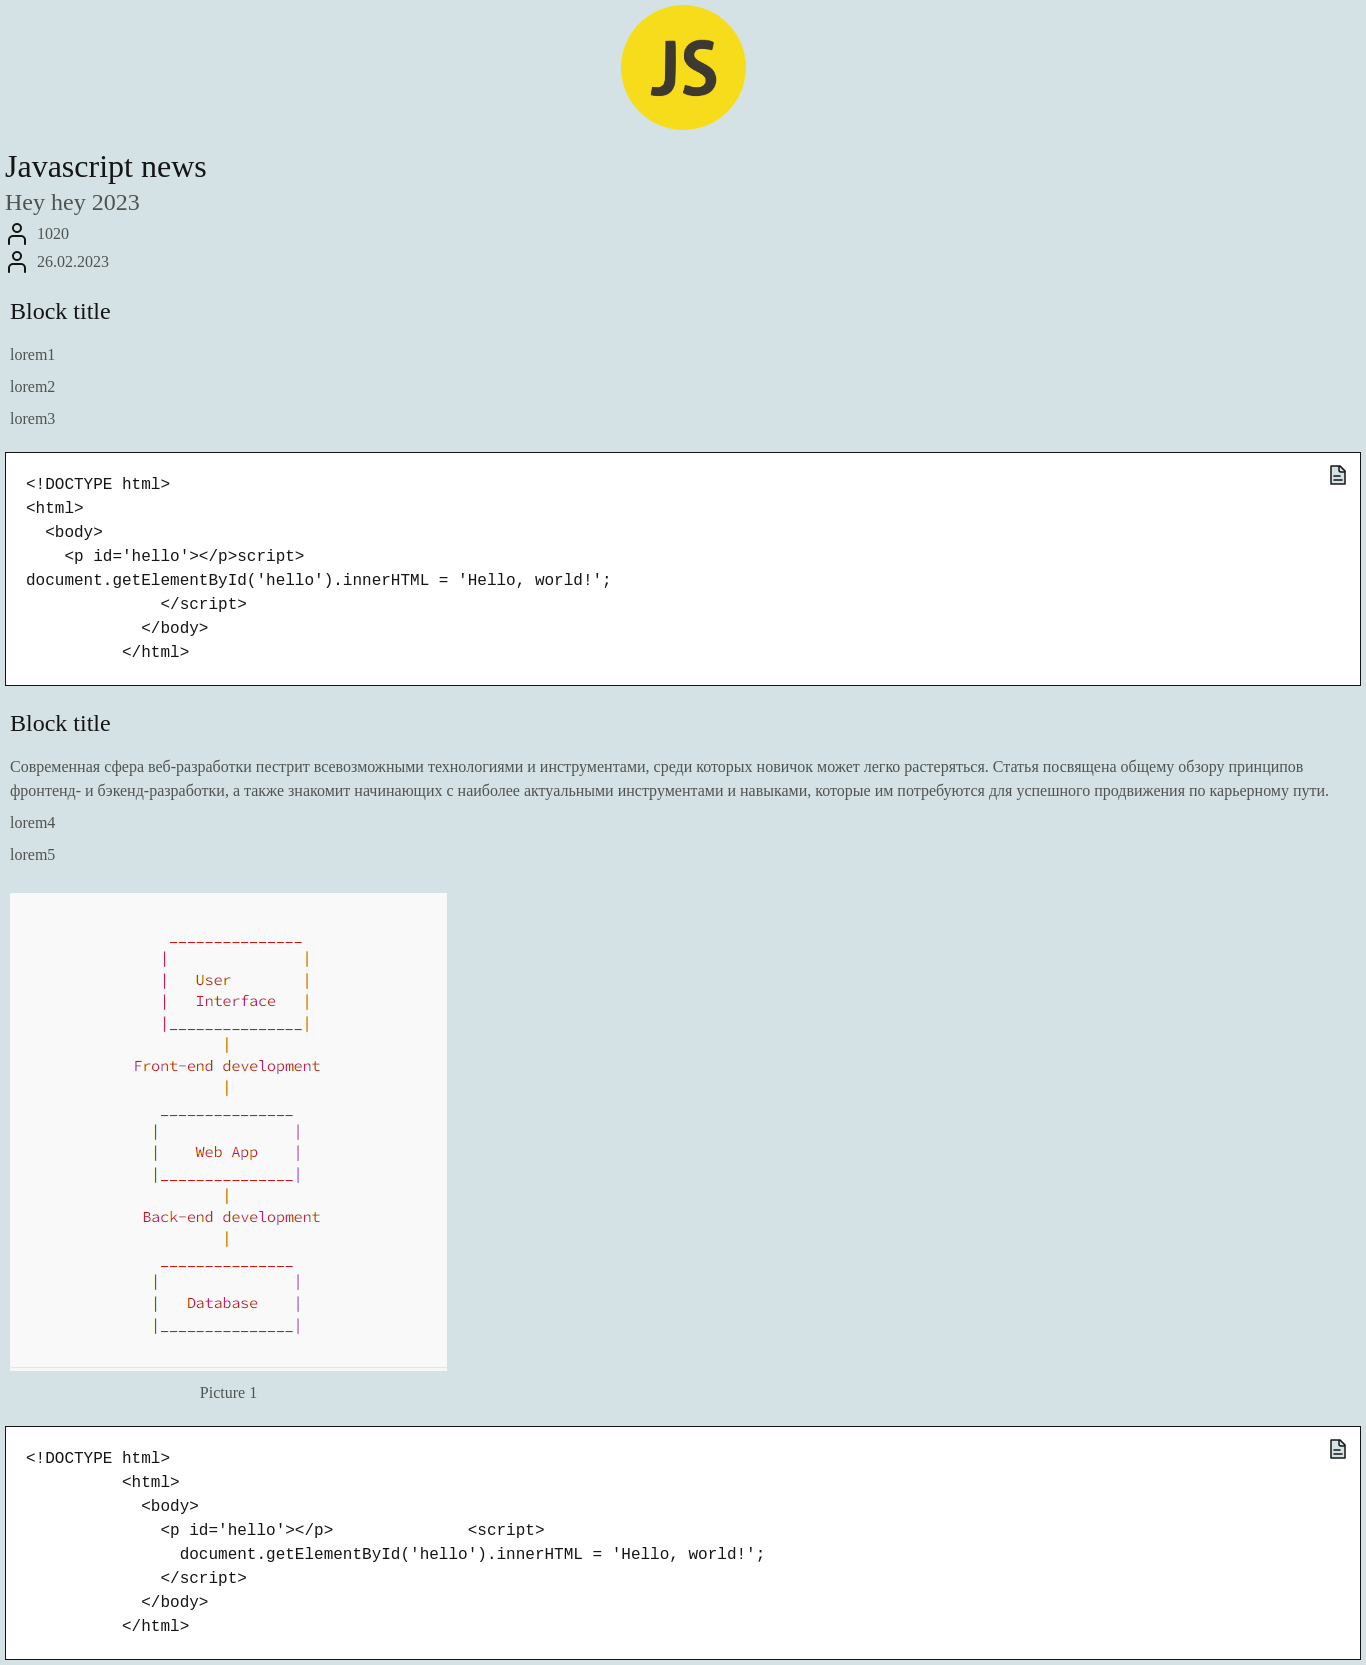 JS
Javascript news
Hey hey 2023
1020
26.02.2023
Block title
lorem1
lorem2
lorem3
<!DOCTYPE html>
<html>
  <body>
    <p id='hello'></p>script>
document.getElementById('hello').innerHTML = 'Hello, world!';
              </script>
            </body>
          </html>
Block title
Современная сфера веб-разработки пестрит всевозможными технологиями и инструментами, среди которых новичок может легко растеряться. Статья посвящена общему обзору принципов
фронтенд- и бэкенд-разработки, а также знакомит начинающих с наиболее актуальными инструментами и навыками, которые им потребуются для успешного продвижения по карьерному пути.
lorem4
lorem5
User
Interface
Front-end development
Web App
Back-end development
Database
Picture 1
<!DOCTYPE html>
          <html>
            <body>
              <p id='hello'></p>              <script>
                document.getElementById('hello').innerHTML = 'Hello, world!';
              </script>
            </body>
          </html>